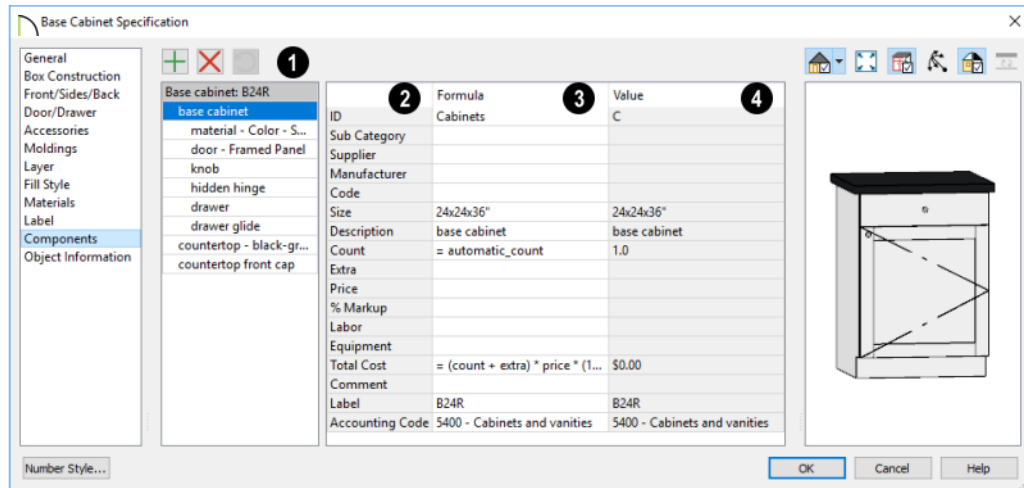 Base Cabinet Specification
General
Box Construction
Front/Sides/Back
Door/Drawer
Accessories
Moldings
Layer
Fill Style
Materials
Label
Components
Object Information
1
Base cabinet: B24R
base cabinet
material - Color - S...
door - Framed Panel
knob
hidden hinge
drawer
drawer glide
countertop - black-gr...
countertop front cap
2 Formula 3 Value 4
ID Cabinets C
Sub Category
Supplier
Manufacturer
Code
Size 24x24x36" 24x24x36"
Description base cabinet base cabinet
Count = automatic_count 1.0
Extra
Price
% Markup
Labor
Equipment
Total Cost = (count + extra) * price * (1... $0.00
Comment
Label B24R B24R
Accounting Code 5400 - Cabinets and vanities 5400 - Cabinets and vanities
Number Style... OK Cancel Help